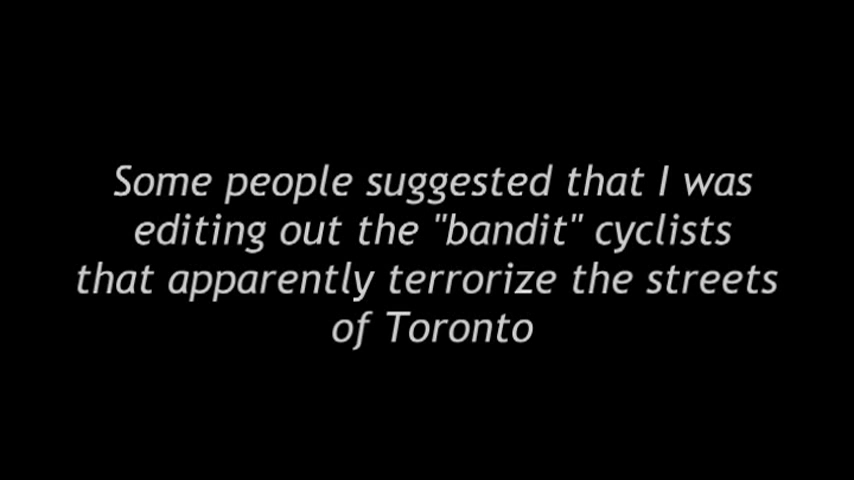 Some people suggested that I was
editing out the "bandit" cyclists
that apparently terrorize the streets
of Toronto